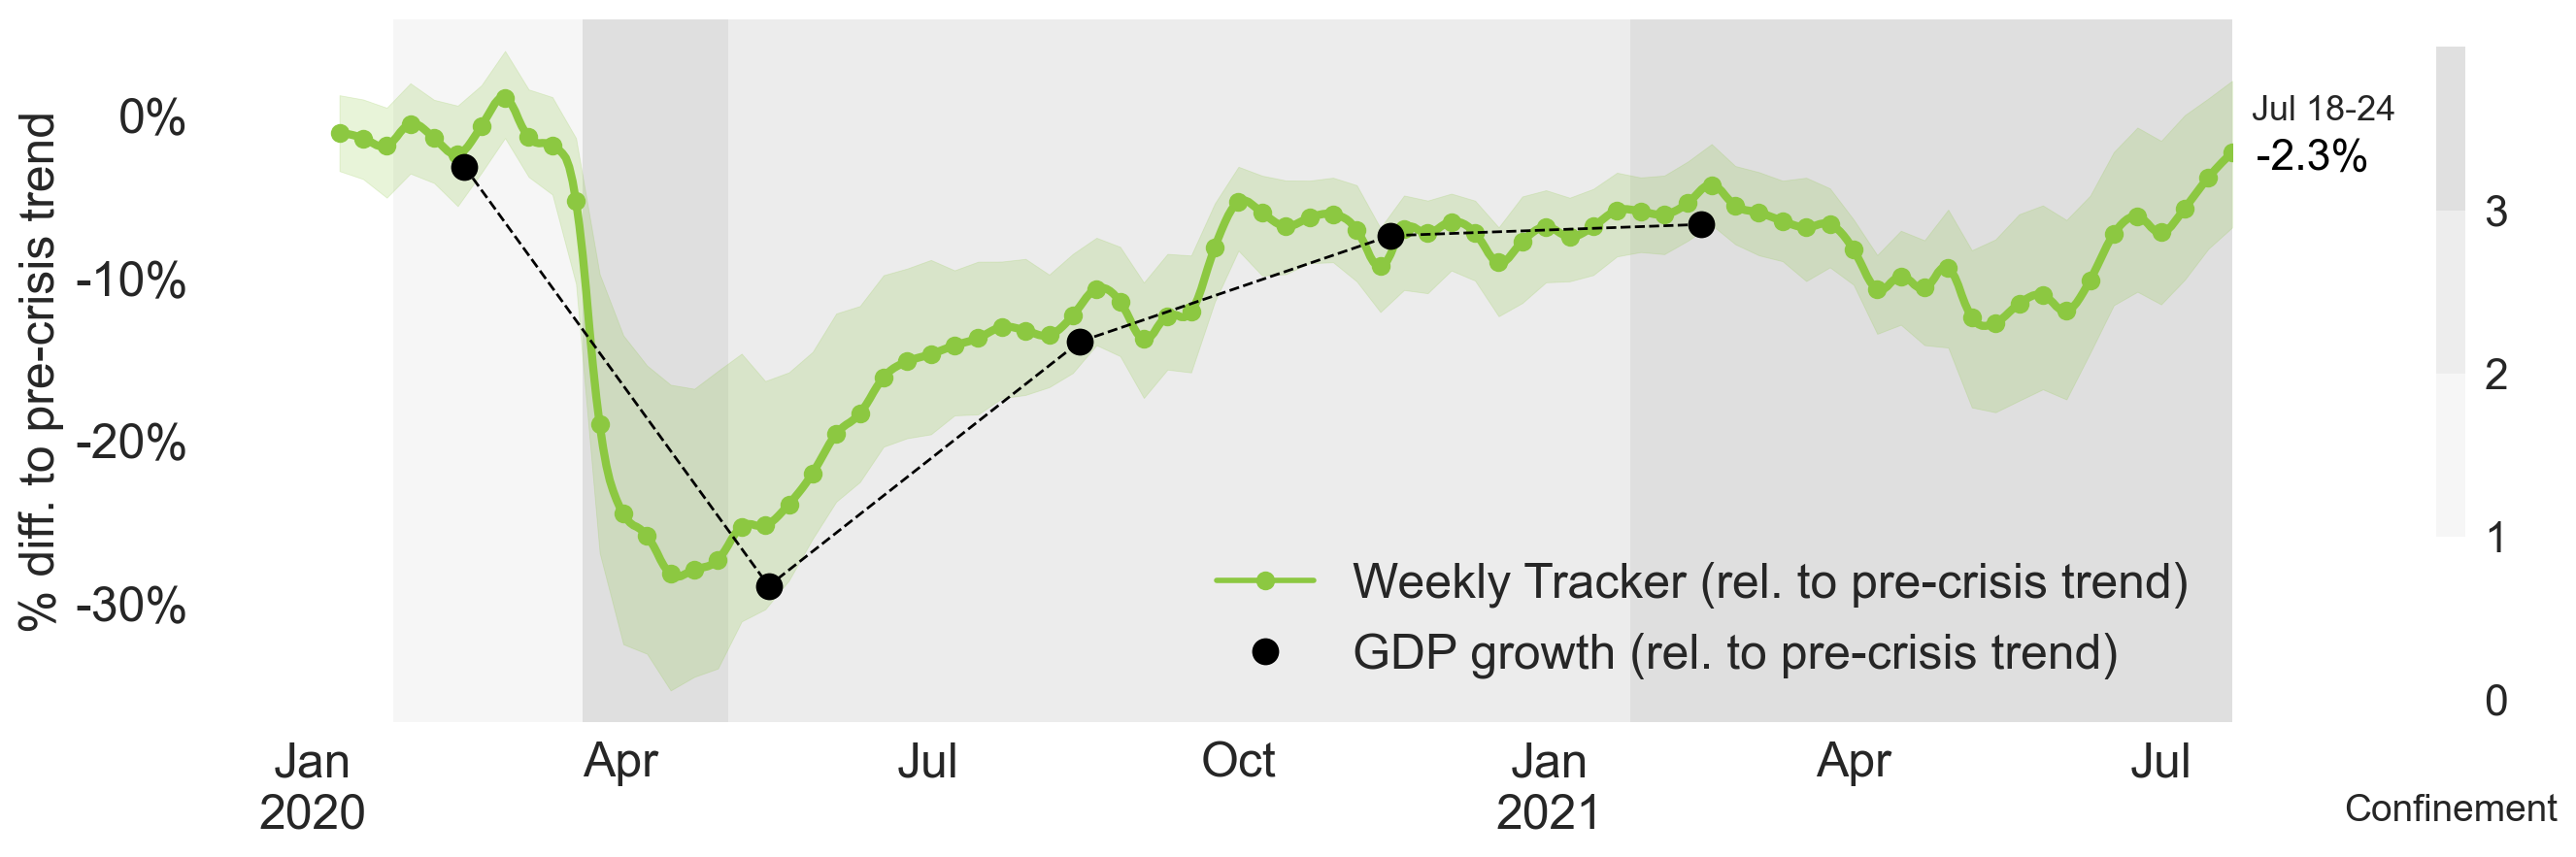 % diff. to pre-crisis trend
0%
-10%
-20%
-30%
Jul 18-24
-2.3%
Weekly Tracker (rel. to pre-crisis trend)
GDP growth (rel. to pre-crisis trend)
Jan
2020
Apr
Jul
Oct
Jan
2021
Apr
Jul
3
2
1
0
Confinement